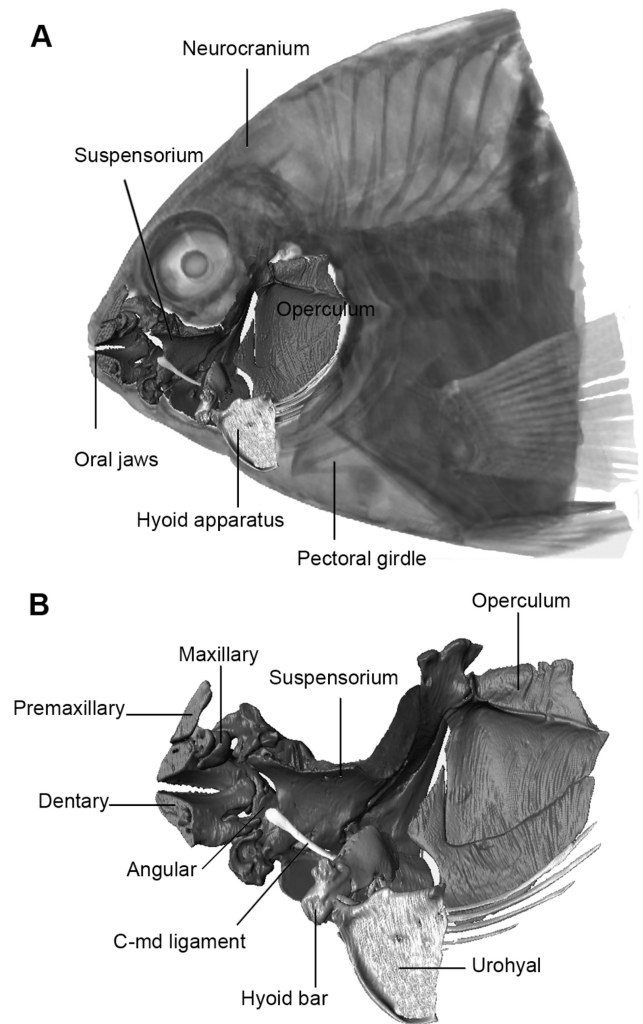 A
Neurocranium
Suspensorium
Operculum
Oral jaws
Hyoid apparatus
Pectoral girdle
B
Operculum
Maxillary
Suspensorium
Premaxillary
Dentary
Angular
C-md ligament
Urohyal
Hyoid bar